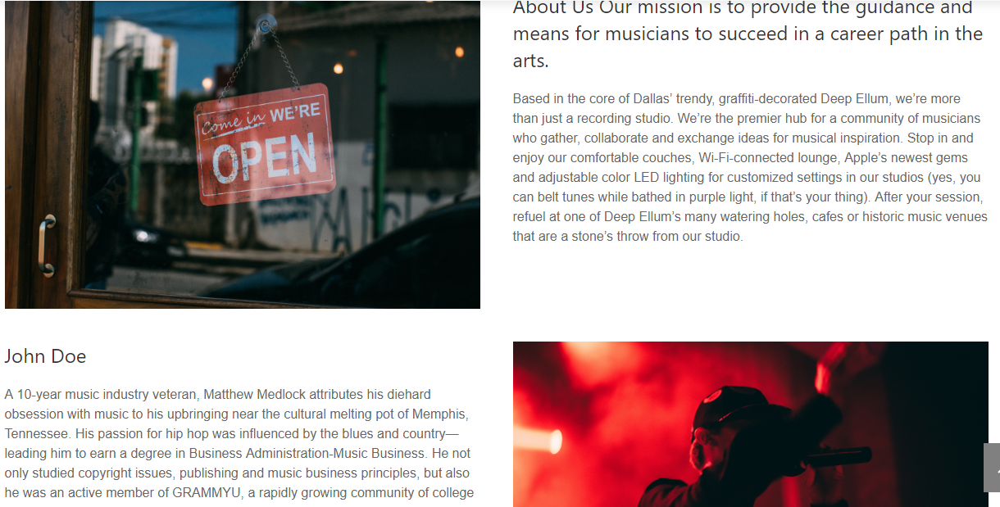 come in WE'RE
OPEN
About Us Our mission is to provide the guidance and
means for musicians to succeed in a career path in the
arts.
Based in the core of Dallas’ trendy, graffiti-decorated Deep Ellum, we’re more
than just a recording studio. We’re the premier hub for a community of musicians
who gather, collaborate and exchange ideas for musical inspiration. Stop in and
enjoy our comfortable couches, Wi-Fi-connected lounge, Apple’s newest gems
and adjustable color LED lighting for customized settings in our studios (yes, you
can belt tunes while bathed in purple light, if that’s your thing). After your session,
refuel at one of Deep Ellum’s many watering holes, cafes or historic music venues
that are a stone’s throw from our studio.
John Doe
A 10-year music industry veteran, Matthew Medlock attributes his diehard
obsession with music to his upbringing near the cultural melting pot of Memphis,
Tennessee. His passion for hip hop was influenced by the blues and country—
leading him to earn a degree in Business Administration-Music Business. He not
only studied copyright issues, publishing and music business principles, but also
he was an active member of GRAMMYU, a rapidly growing community of college